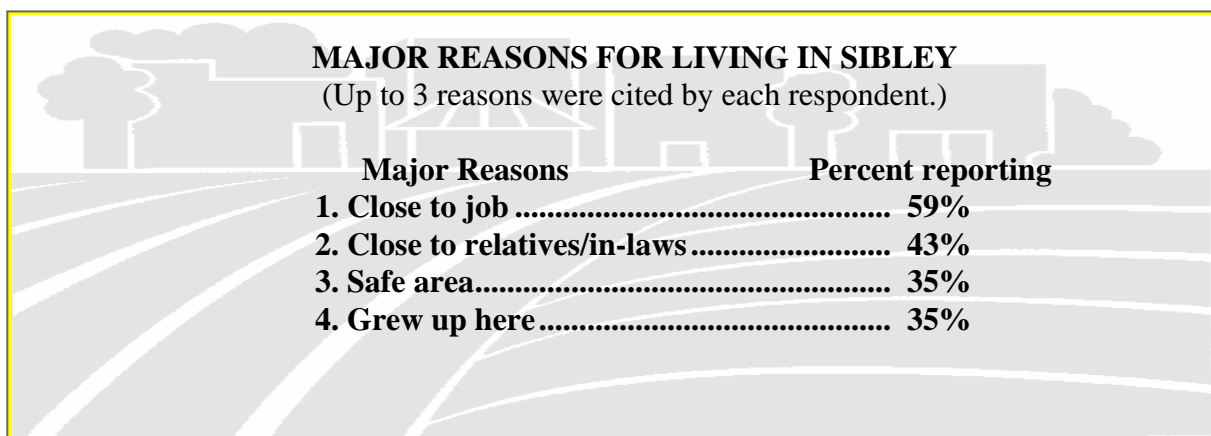 MAJOR REASONS FOR LIVING IN SIBLEY
(Up to 3 reasons were cited by each respondent.)
Major Reasons Percent reporting
1. Close to job .............................................. 59%
2. Close to relatives/in-laws ........................ 43%
3. Safe area................................................... 35%
4. Grew up here ........................................... 35%